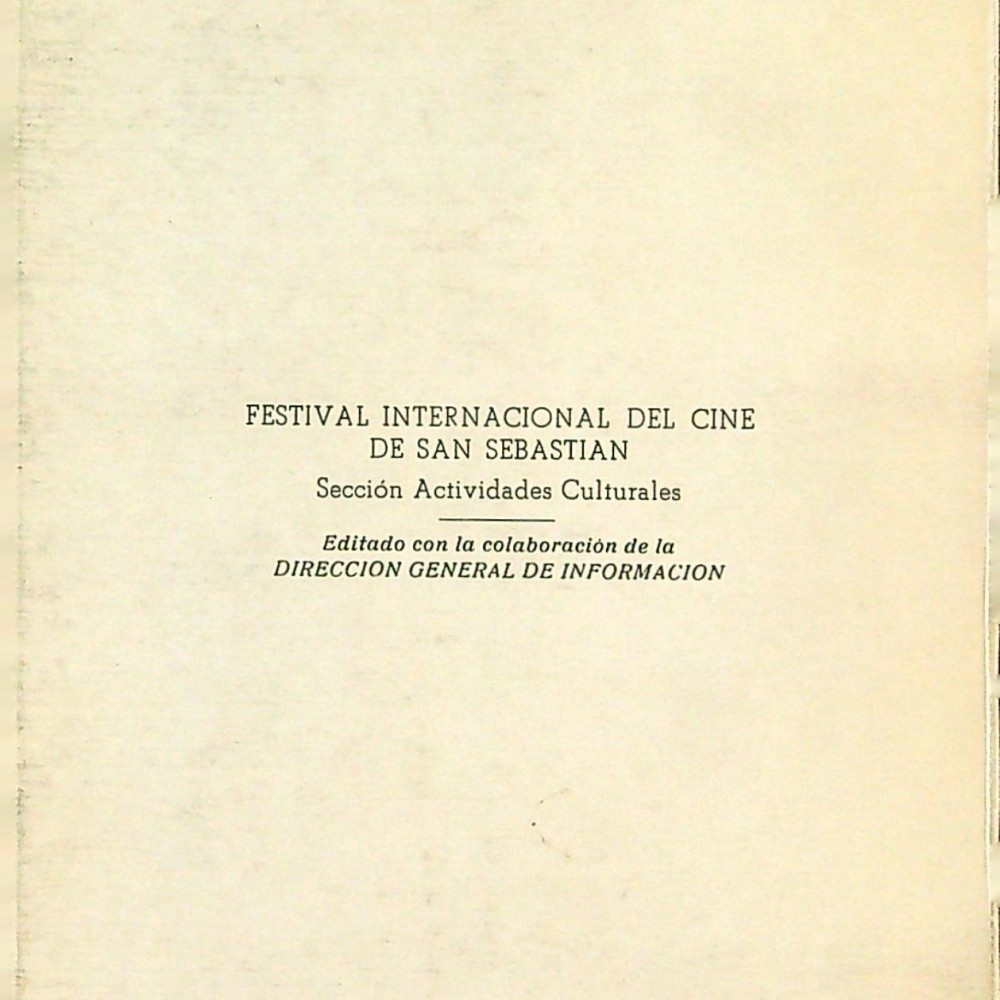 FESTIVAL INTERNACIONAL DEL CINE
DE SAN SEBASTIAN
Sección Actividades Culturales
Editado con la colaboración de la
DIRECCION GENERAL DE INFORMACION